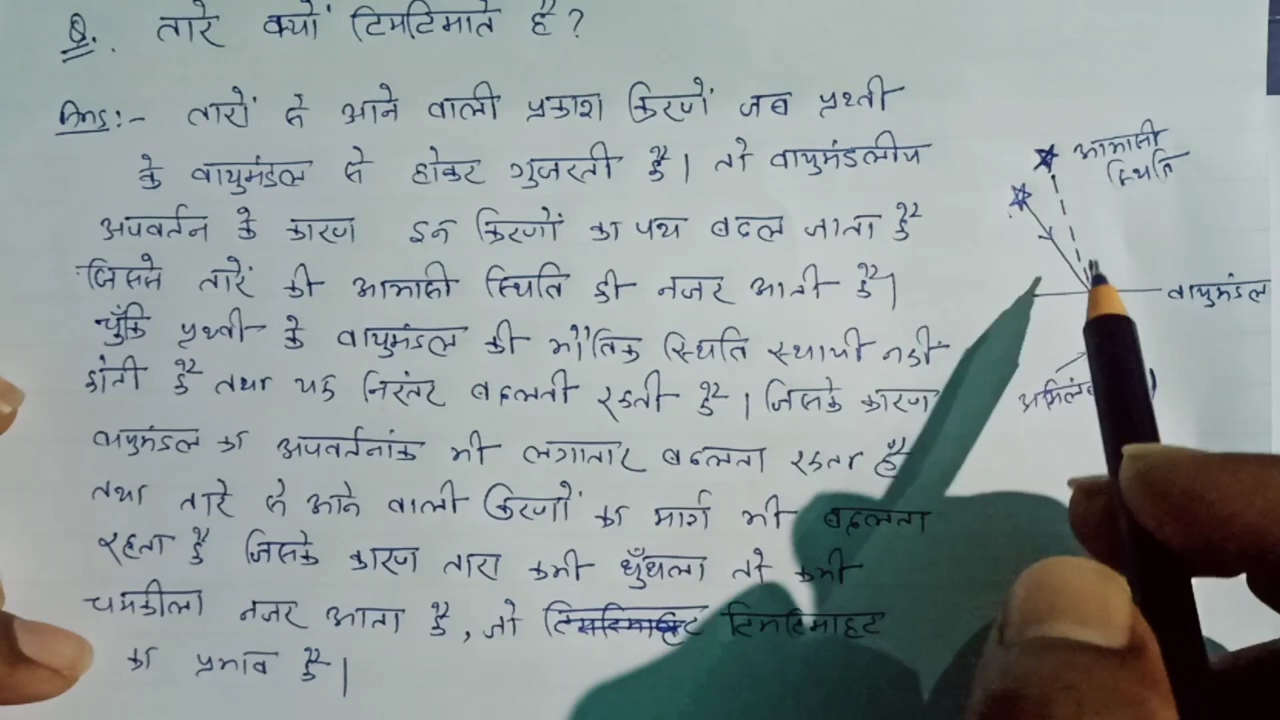 Q. तारे क्यों टिमटिमाते है ?
Ans:- तारों से आने वाली प्रकाश किरणें जब पृथ्वी
के वायुमंडल से होकर गुजरती है। तो वायुमंडलीय
अपवर्तन के कारण इन किरणों का पथ बदल जाता है
जिससे तारें की आभासी स्थिति ही नजर आती है।
चूँकि पृथ्वी के वायुमंडल की भौतिक स्थिति स्थायी नही
होती है तथा यह निरंतर बदलती रहती है। जिसके कारण
वायुमंडल का अपवर्तनांक भी लगातार बदलता रहता है
तथा तारे से आने वाली किरणों का मार्ग भी बदलता
रहता है जिसके कारण तारा कभी धुँधला तो कभी
चमकीला नजर आता है, जो टिमटिमाहट
का प्रभाव है।
आभासी
स्थिति
वायुमंडल